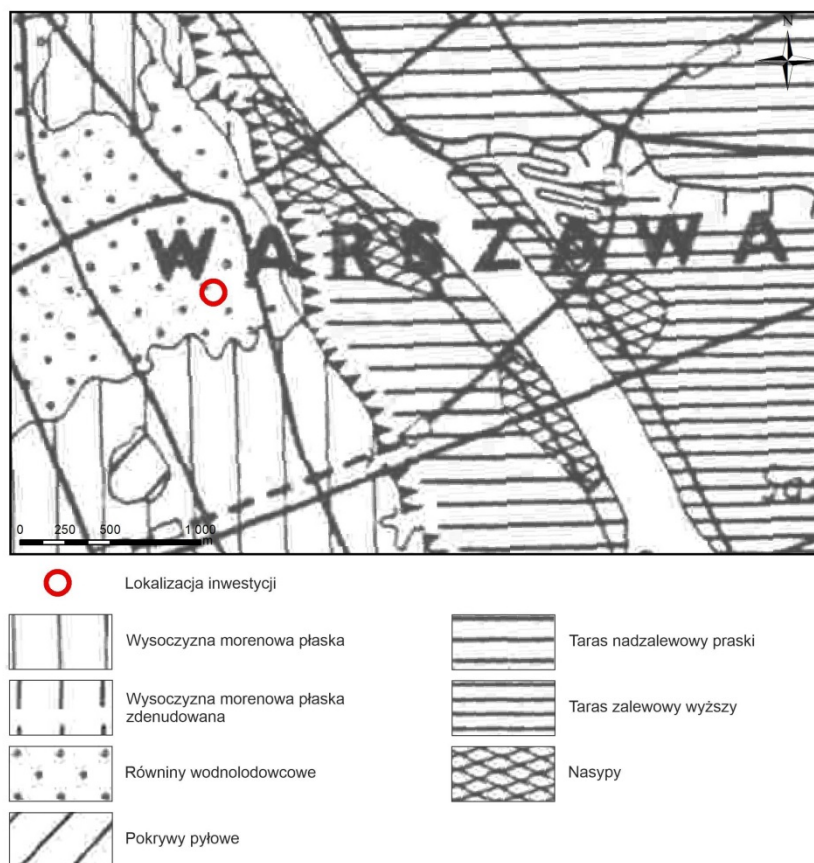 N
WARSZAWA
0 250 500 1 000
m
Lokalizacja inwestycji
Wysoczyzna morenowa płaska
Wysoczyzna morenowa płaska
zdenudowana
Równiny wodnolodowcowe
Pokrywy pyłowe
Taras nadzalewowy praski
Taras zalewowy wyższy
Nasypy